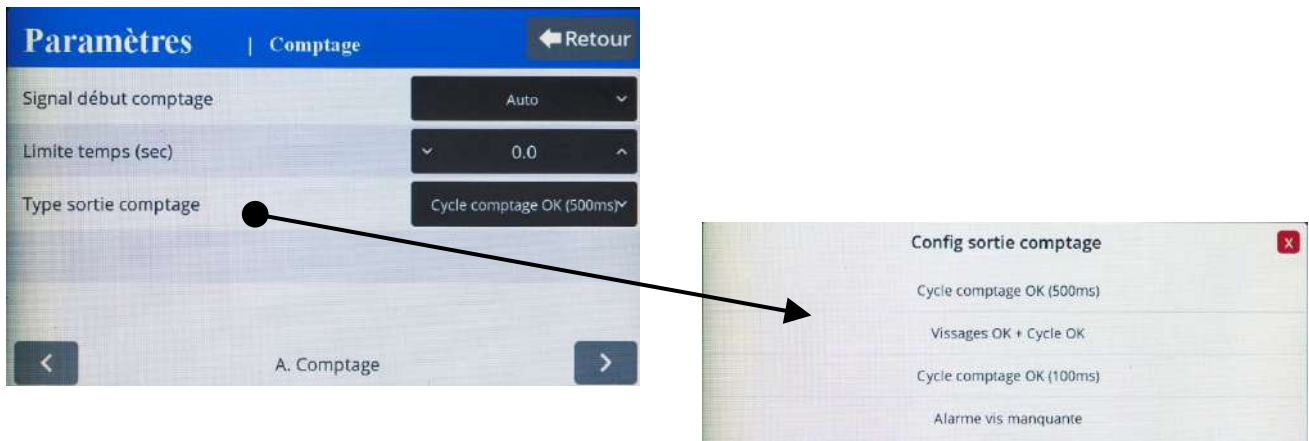 Paramètres | Comptage Retour
Signal début comptage Auto
Limite temps (sec) 0.0
Type sortie comptage Cycle comptage OK (500ms)
A. Comptage
Config sortie comptage X
Cycle comptage OK (500ms)
Vissages OK + Cycle OK
Cycle comptage OK (100ms)
Alarme vis manquante